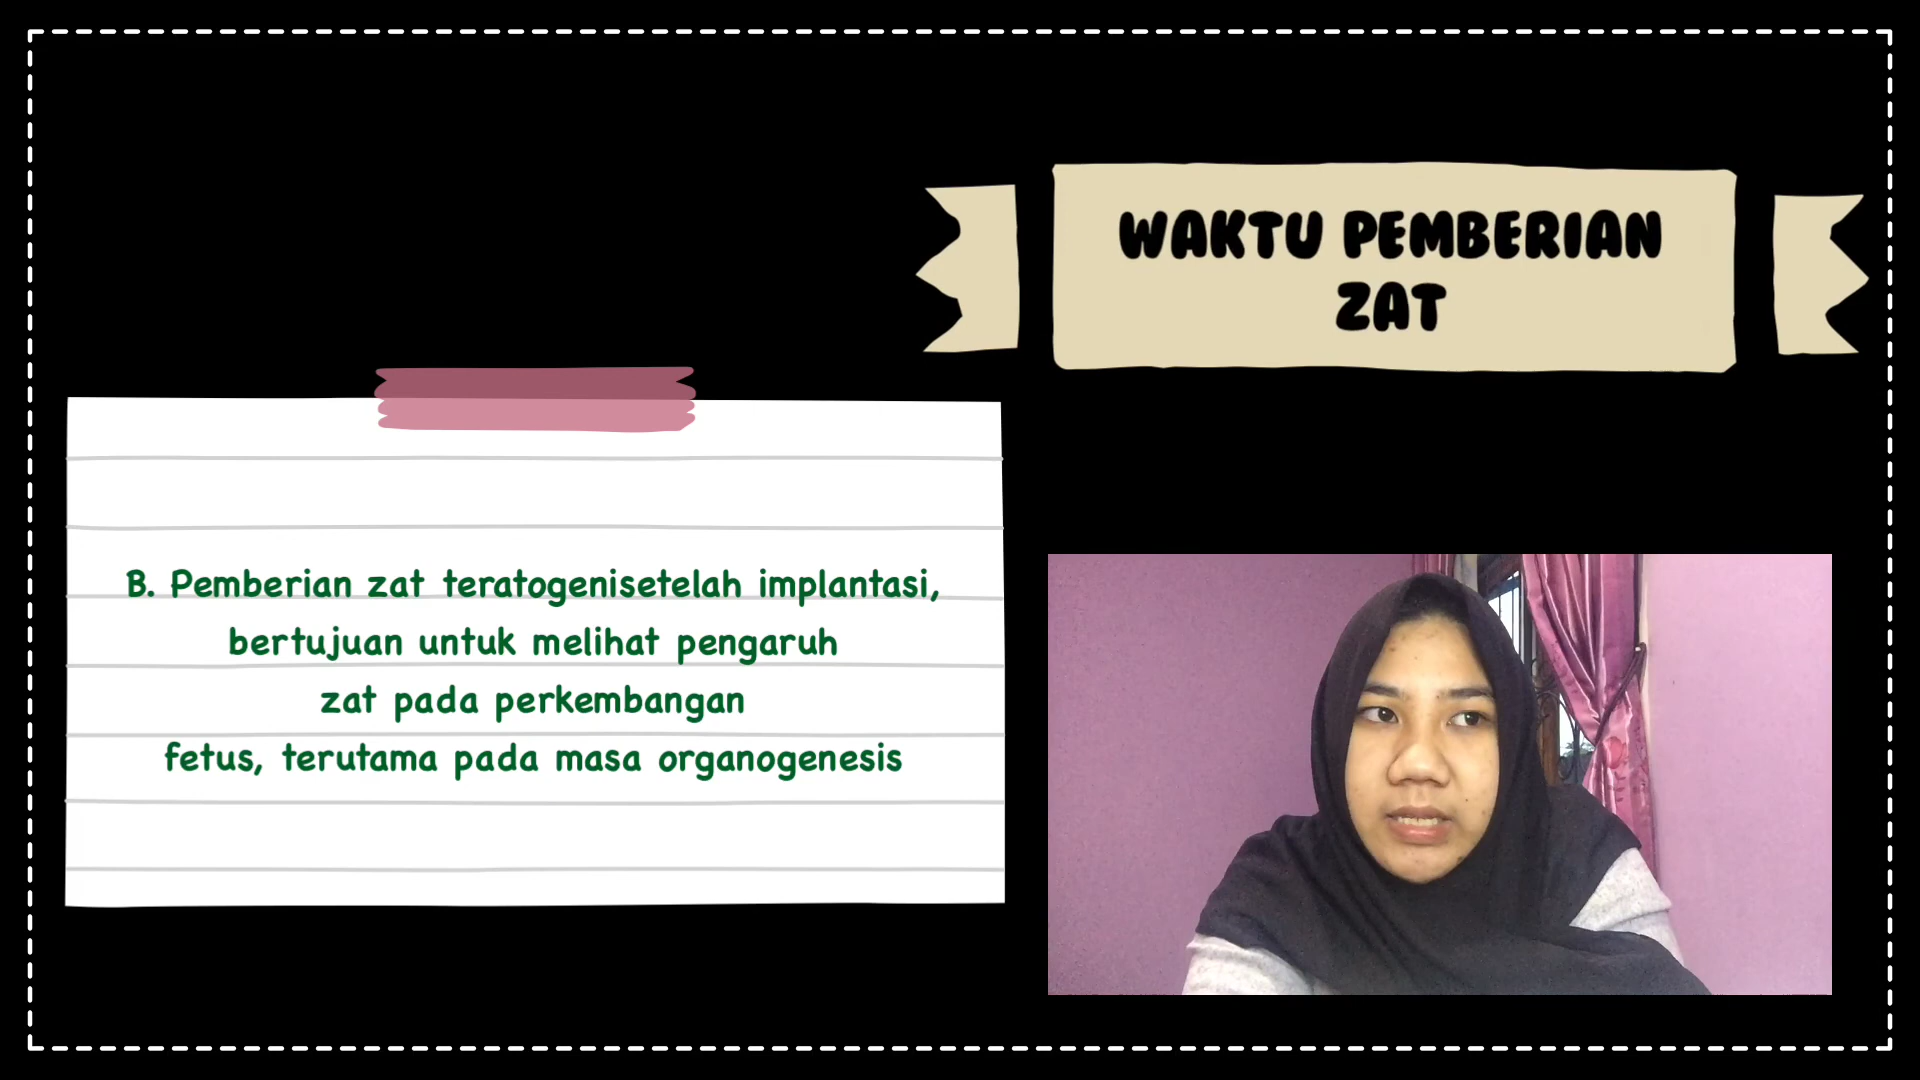 WAKTU PEMBERIAN
ZAT
B. Pemberian zat teratogenisetelah implantasi,
bertujuan untuk melihat pengaruh
zat pada perkembangan
fetus, terutama pada masa organogenesis